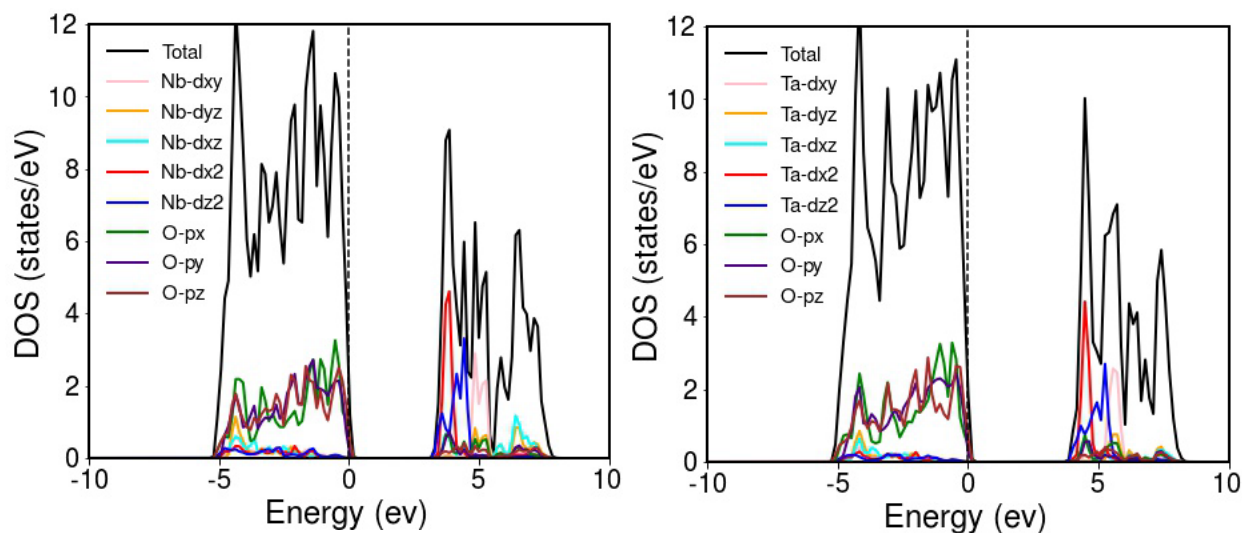 DOS (states/eV)
12
10
8
6
4
2
0
Total
Nb-dxy
Nb-dyz
Nb-dxz
Nb-dx2
Nb-dz2
O-px
O-py
O-pz
-10
-5
0
5
10
Energy (ev)
DOS (states/eV)
12
10
8
6
4
2
0
Total
Ta-dxy
Ta-dyz
Ta-dxz
Ta-dx2
Ta-dz2
O-px
O-py
O-pz
-10
-5
0
5
10
Energy (ev)